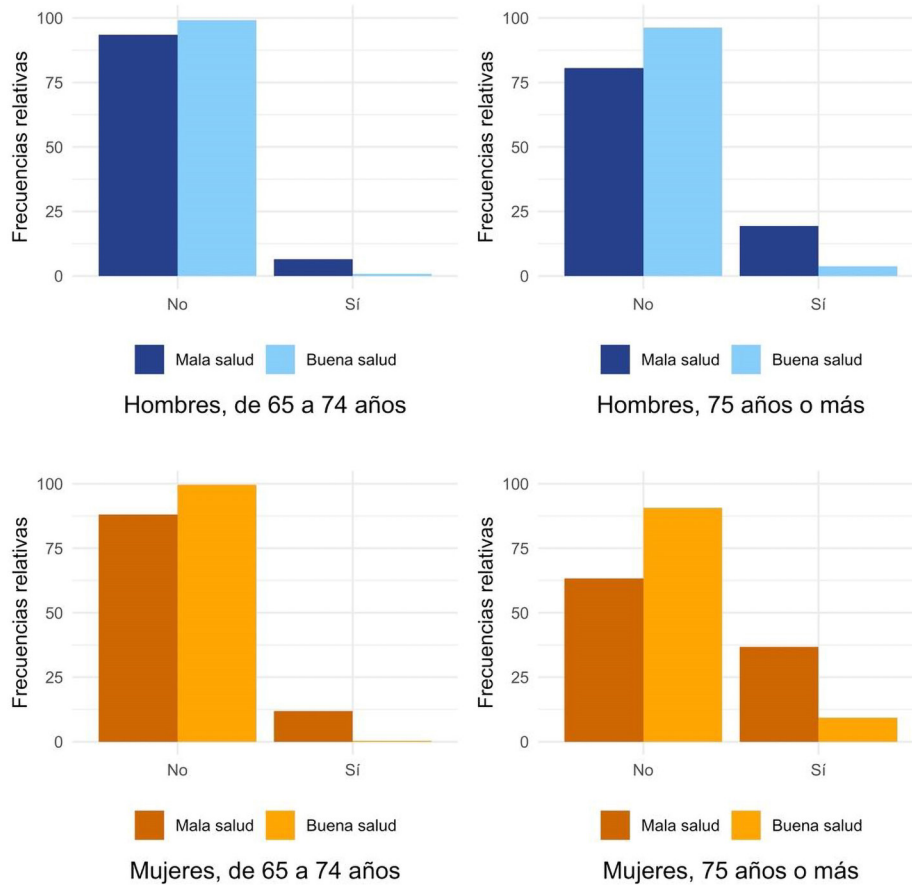 Frecuencias relativas
100
75
50
25
0
No Sí
Mala salud Buena salud
Hombres, de 65 a 74 años
Frecuencias relativas
100
75
50
25
0
No Sí
Mala salud Buena salud
Hombres, 75 años o más
Frecuencias relativas
100
75
50
25
0
No Sí
Mala salud Buena salud
Mujeres, de 65 a 74 años
Frecuencias relativas
100
75
50
25
0
No Sí
Mala salud Buena salud
Mujeres, 75 años o más